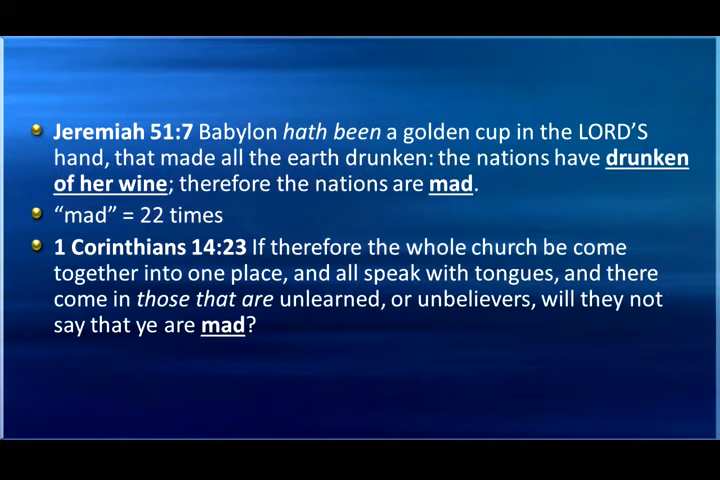 Jeremiah 51:7 Babylon hath been a golden cup in the LORD’S
hand, that made all the earth drunken: the nations have drunken
of her wine; therefore the nations are mad.
“mad” = 22 times
1 Corinthians 14:23 If therefore the whole church be come
together into one place, and all speak with tongues, and there
come in those that are unlearned, or unbelievers, will they not
say that ye are mad?